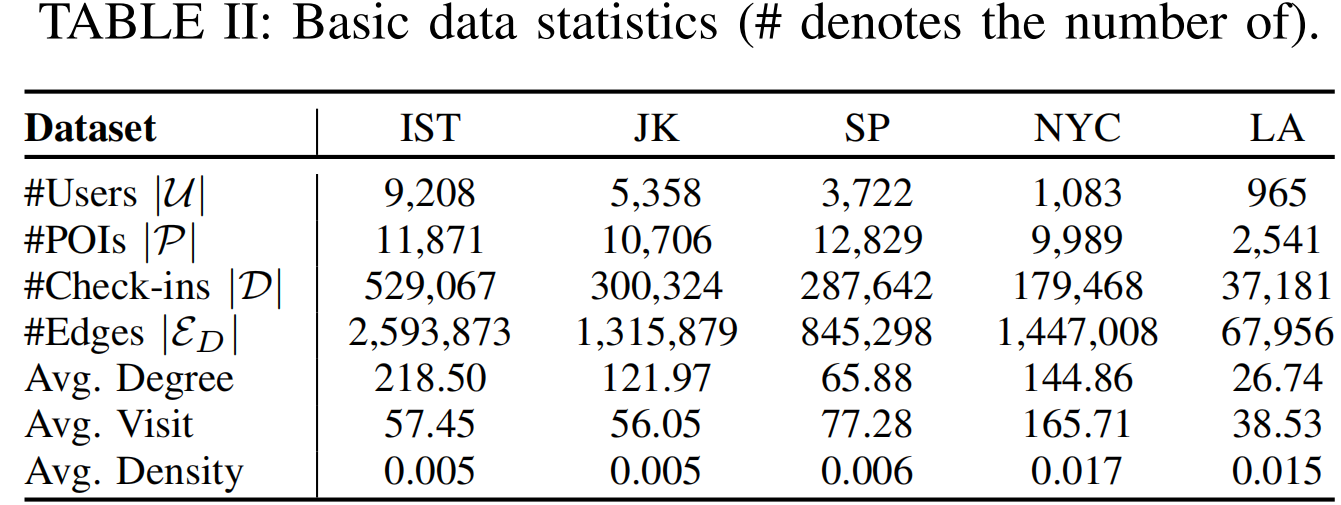 TABLE II: Basic data statistics (# denotes the number of).
Dataset IST JK SP NYC LA
#Users |𝒰| 9,208 5,358 3,722 1,083 965
#POIs |𝒫| 11,871 10,706 12,829 9,989 2,541
#Check-ins |𝒟| 529,067 300,324 287,642 179,468 37,181
#Edges |ℰ_D| 2,593,873 1,315,879 845,298 1,447,008 67,956
Avg. Degree 218.50 121.97 65.88 144.86 26.74
Avg. Visit 57.45 56.05 77.28 165.71 38.53
Avg. Density 0.005 0.005 0.006 0.017 0.015